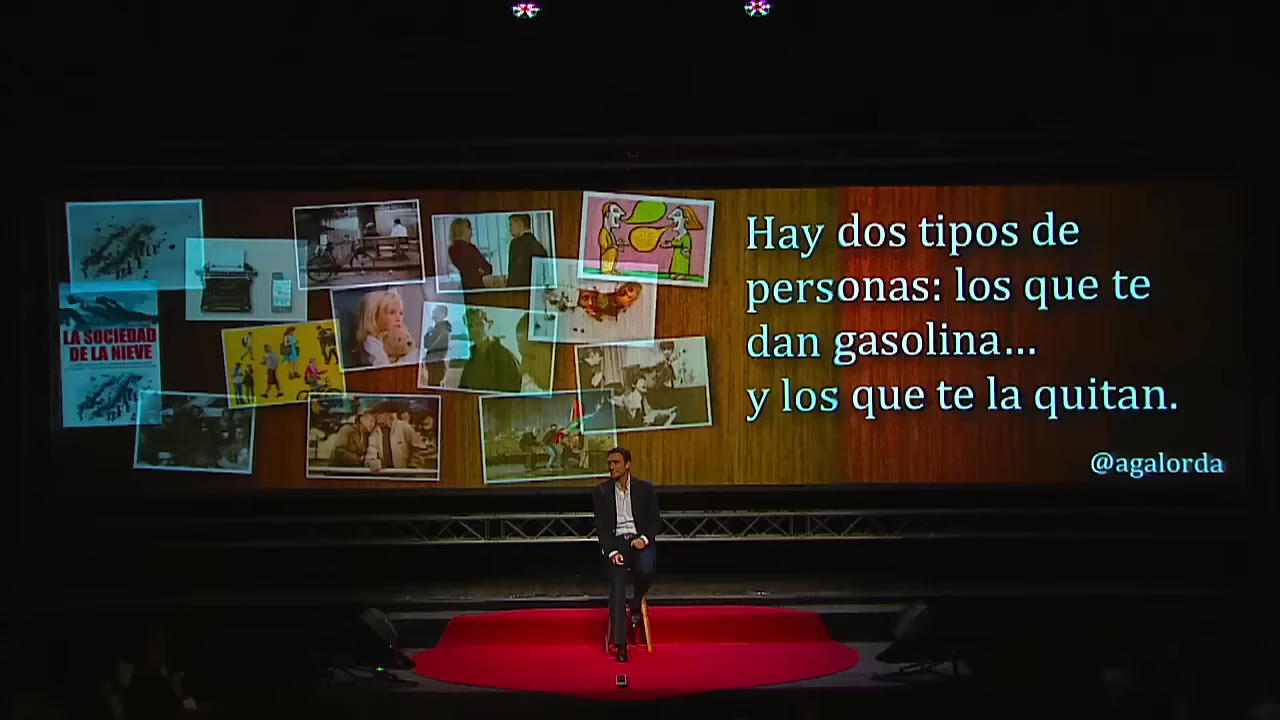 LA SOCIEDAD
DE LA NIEVE
Hay dos tipos de
personas: los que te
dan gasolina...
y los que te la quitan.
@agalorda